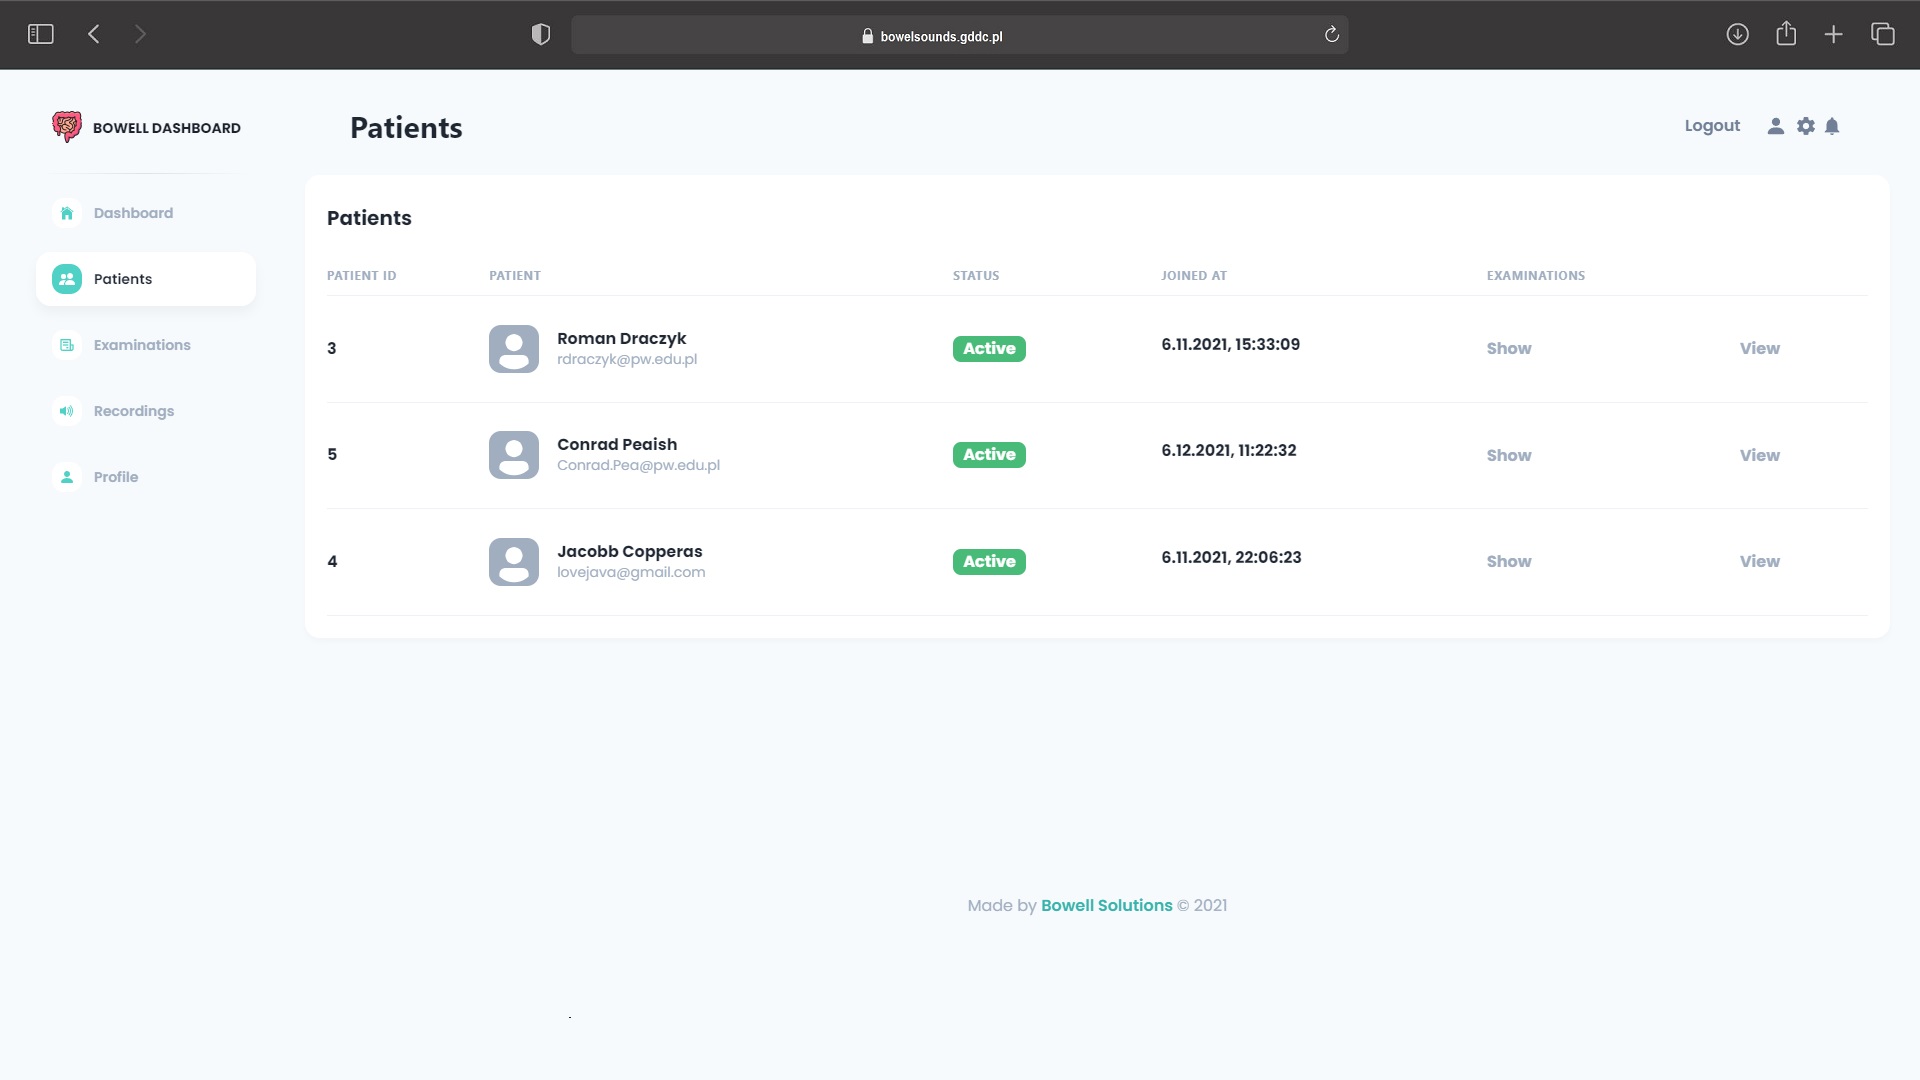 bowelsounds.gddc.pl
BOWELL DASHBOARD
Patients
Logout
Dashboard
Patients
Examinations
Recordings
Profile
Patients
PATIENT ID PATIENT STATUS JOINED AT EXAMINATIONS
3 Roman Draczyk Active 6.11.2021, 15:33:09 Show View
rdraczyk@pw.edu.pl
5 Conrad Peaish Active 6.12.2021, 11:22:32 Show View
Conrad.Pea@pw.edu.pl
4 Jacobb Copperas Active 6.11.2021, 22:06:23 Show View
lovejava@gmail.com
Made by Bowell Solutions © 2021